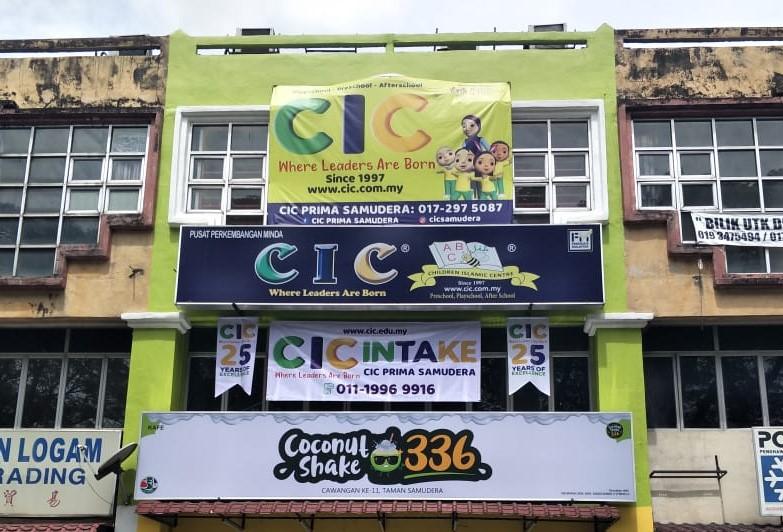 Playschool - Preschool - Afterschool
CIC
Where Leaders Are Born
Since 1997
www.cic.com.my
CIC PRIMA SAMUDERA: 017-297 5087
CIC PRIMA SAMUDERA cicsamudera
PUSAT PERKEMBANGAN MINDA
CIC®
Where Leaders Are Born
ABC
CHILDREN ISLAMIC CENTRE
®
Since 1997
www.cic.com.my
Preschool, Playschool, After School
" BILIK UTK.D
019 3475494 / 01
www.cic.edu.my
CIC INTAKE
Where Leaders Are Born CIC PRIMA SAMUDERA
011-1996 9916
CIC
25
YEARS OF
EXCELLENCE
CIC
25
YEARS OF
EXCELLENCE
KAFE
Coconut
Shake 336
CAWANGAN KE-11, TAMAN SAMUDERA
N LOGAM
RADING